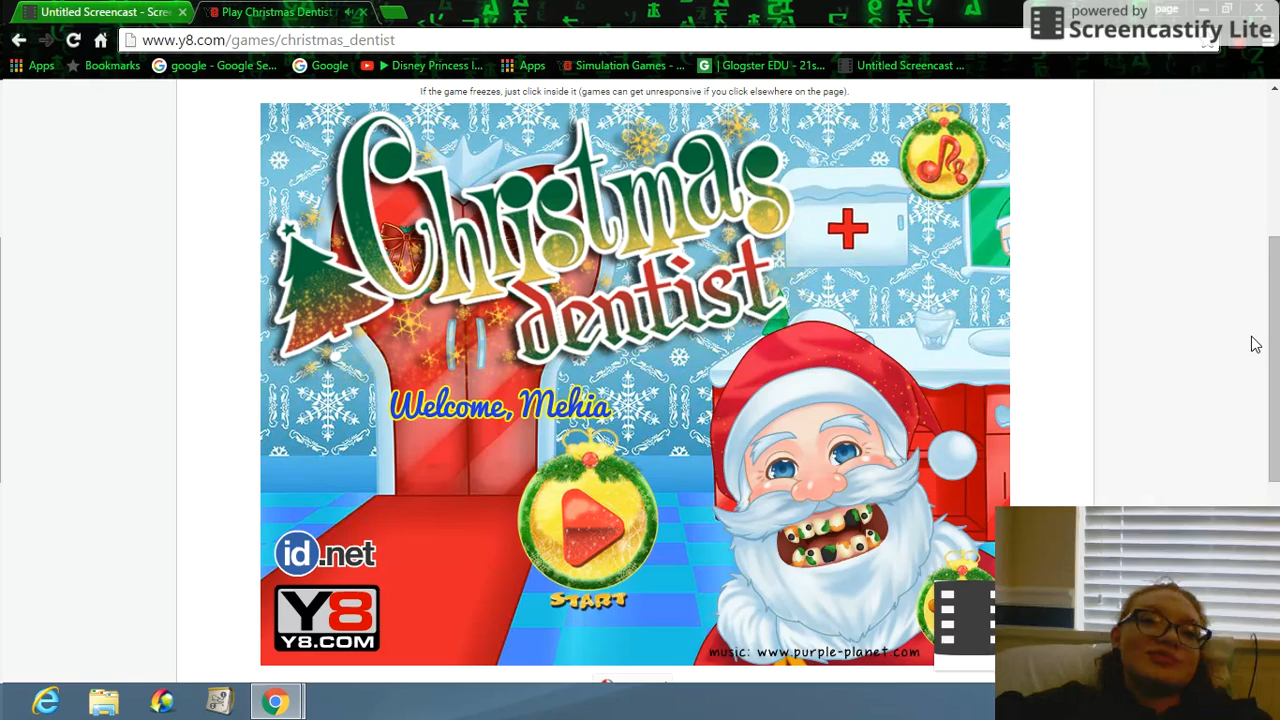 Untitled Screencast - Scre
Play Christmas Dentist
page
powered by
Screencastify Lite
www.y8.com/games/christmas_dentist
Apps
Bookmarks
google - Google Se...
Google
Disney Princess I...
Apps
Simulation Games - ...
| Glogster EDU - 21s...
Untitled Screencast ...
If the game freezes, just click inside it (games can get unresponsive if you click elsewhere on the page).
Christmas
dentist
Welcome, Mehia
START
id.net
Y8
Y8.COM
music: www.purple-planet.com